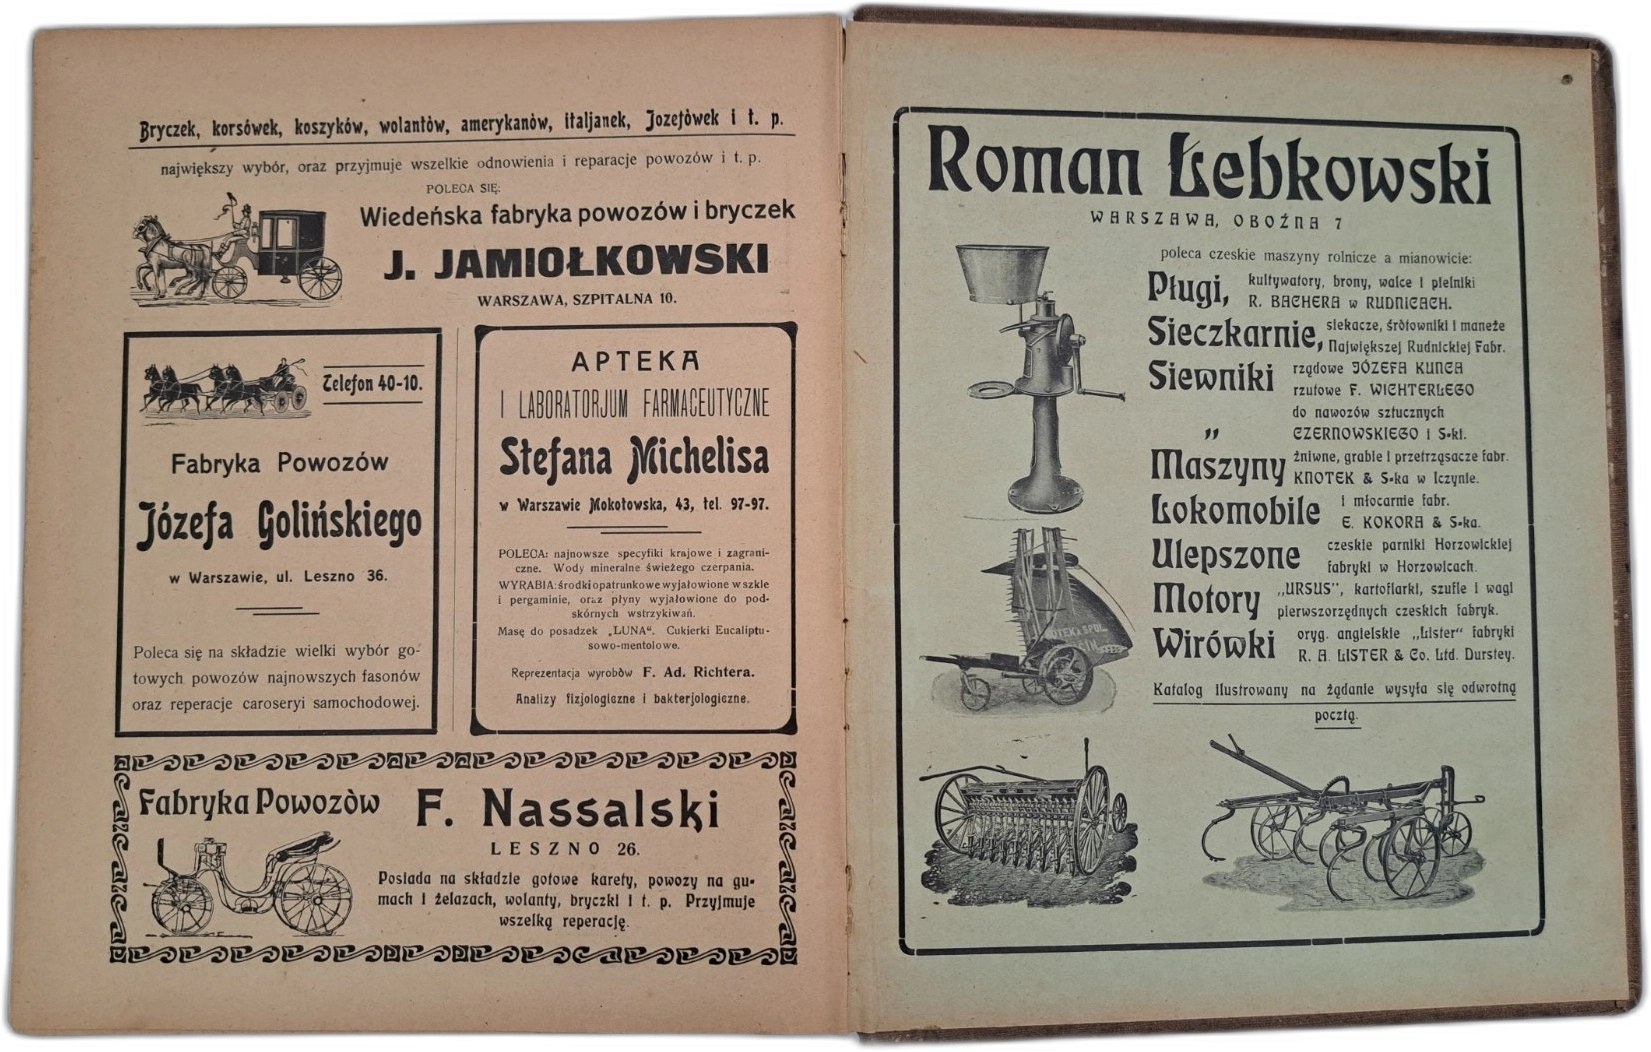 Bryczek, korsówek, koszyków, wolantòw, amerykanòw, italjanek, Jozefòwek i t. p.
największy wybór, oraz przyjmuje wszelkie odnowienia i reparacje powozów i t. p.
POLECA SIĘ:
Wiedeńska fabryka powozów i bryczek
J. JAMIOŁKOWSKI
WARSZAWA, SZPITALNA 10.
Telefon 40-10.
Fabryka Powozów
Józefa Golińskiego
w Warszawie, ul. Leszno 36.
Poleca się na składzie wielki wybór go-
towych powozów najnowszych fasonów
oraz reperacje caroseryi samochodowej.
APTEKA
I LABORATORJUM FARMACEUTYCZNE
Stefana Michelisa
w Warszawie Mokotowska, 43, tel. 97-97.
POLECA: najnowsze specyfiki krajowe i zagrani-
czne. Wody mineralne świeżego czerpania.
WYRABIA: środki opatrunkowe wyjałowione w szkle
i pergaminie, oraz płyny wyjałowione do pod-
skórnych wstrzykiwań.
Masę do posadzek „LUNA“. Cukierki Eucaliptu-
sowo-mentolowe.
Reprezentacja wyrobòw F. Ad. Richtera.
Analizy fizjologiczne i bakterjologiczne.
Fabryka Powozòw
F. Nassalski
LESZNO 26.
Posiada na składzie gotowe karety, powozy na gu-
mach i żelazach, wolanty, bryczki i t. p. Przyjmuje
wszelką reperację.
Roman Łebkowski
WARSZAWA, OBOŹNA 7
poleca czeskie maszyny rolnicze a mianowicie:
Pługi, kultywatory, brony, walce i pielniki
R. BACHERA w RUDNICACH.
Sieczkarnie, siekacze, śròtowniki i maneże
Największej Rudnickiej Fabr.
Siewniki rzędowe JÓZEFA KUNCA
rzutowe F. WICHTERLEGO
„ do nawozów sztucznych
CZERNOWSKIEGO i S-ki.
Maszyny żniwne, grabie i przetrząsacze fabr.
KNOTEK & S-ka w Iczynie.
Lokomobile i młocarnie fabr.
E. KOKORA & S-ka.
Ulepszone czeskie parniki Horzowickiej
fabryki w Horzowicach.
Motory „URSUS”, kartoflarki, szufle i wagi
pierwszorzędnych czeskich fabryk.
Wirówki oryg. angielskie „Lister” fabryki
R. A. LISTER & Co. Ltd. Durstey.
Katalog ilustrowany na żądanie wysyła się odwrotną
pocztą.